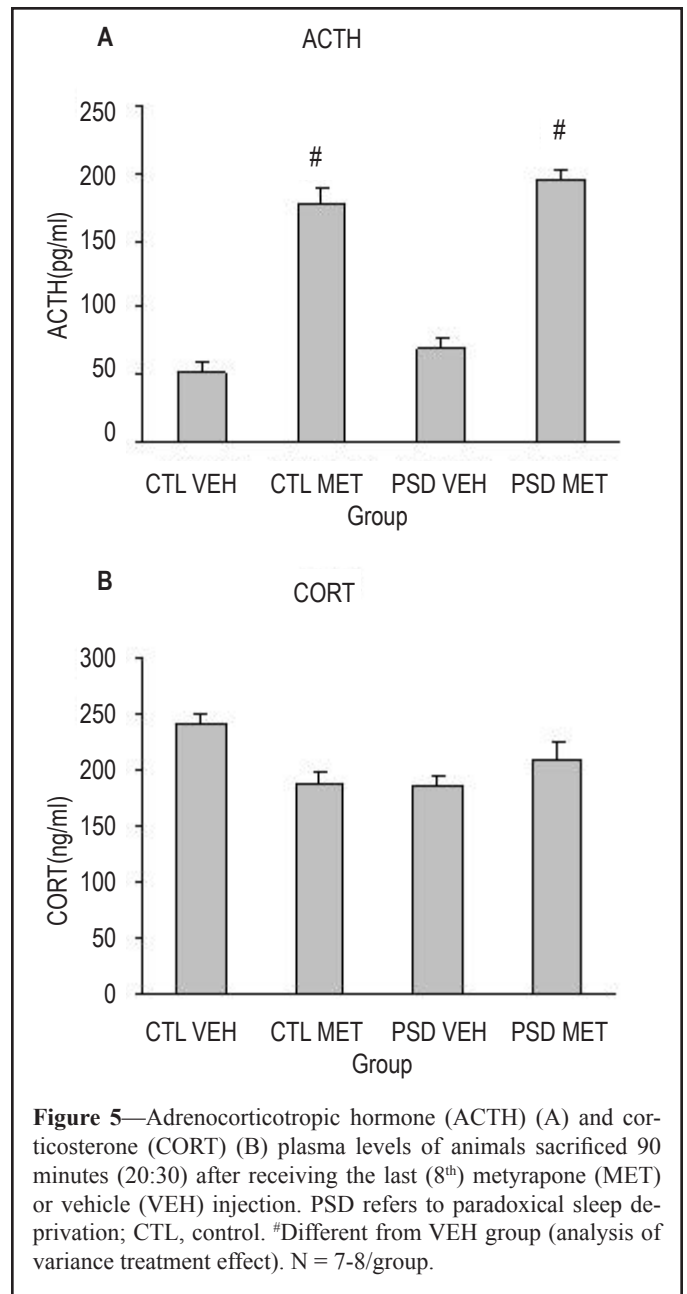 A
ACTH
250
200
150
100
50
0
ACTH(pg/ml)
#
#
CTL VEH CTL MET PSD VEH PSD MET
Group
B
CORT
300
250
200
150
100
50
0
CORT(ng/ml)
CTL VEH CTL MET PSD VEH PSD MET
Group
Figure 5—Adrenocorticotropic hormone (ACTH) (A) and cor-
ticosterone (CORT) (B) plasma levels of animals sacrificed 90
minutes (20:30) after receiving the last (8th) metyrapone (MET)
or vehicle (VEH) injection. PSD refers to paradoxical sleep de-
privation; CTL, control. #Different from VEH group (analysis of
variance treatment effect). N = 7-8/group.